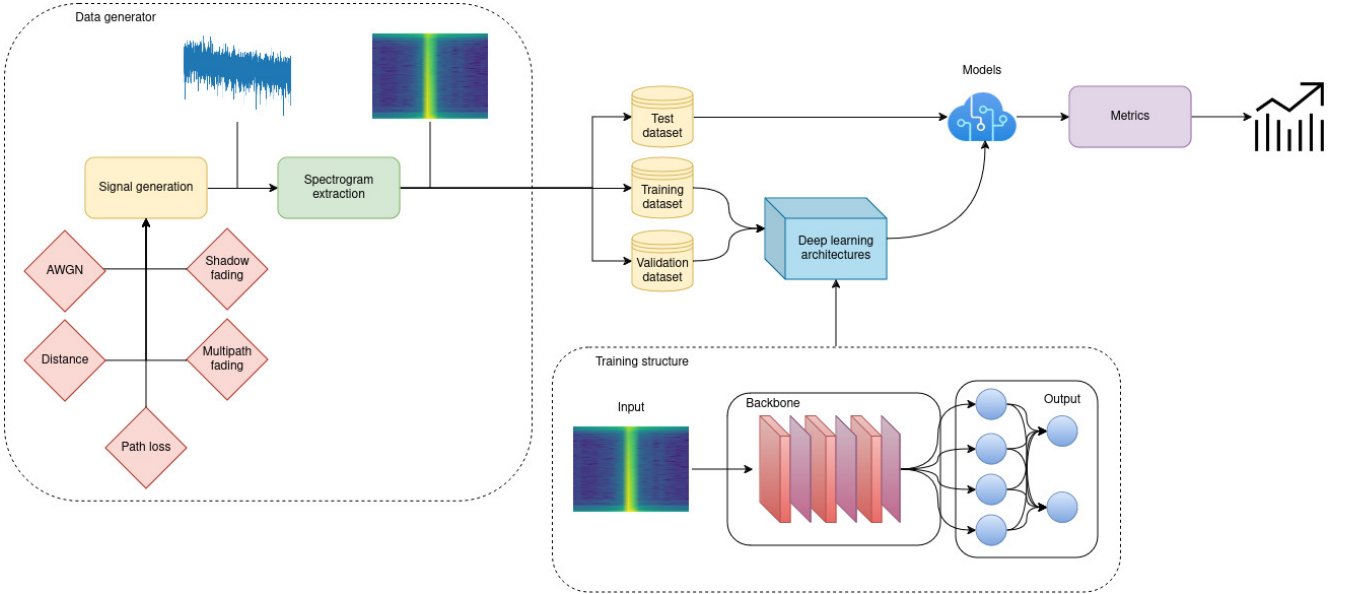 Data generator
Signal generation
Spectrogram
extraction
AWGN
Shadow
fading
Distance
Multipath
fading
Path loss
Test
dataset
Training
dataset
Validation
dataset
Deep learning
architectures
Models
Metrics
Training structure
Input
Backbone
Output